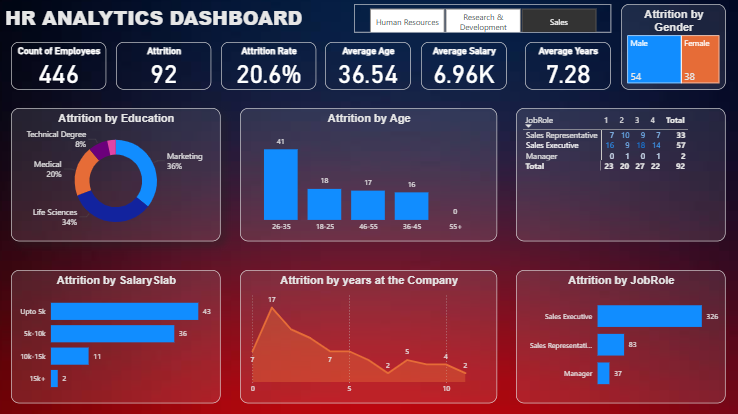 HR ANALYTICS DASHBOARD
Human Resources
Research &
Development
Sales
Attrition by
Gender
Male
Female
54
38
Count of Employees
446
Attrition
92
Attrition Rate
20.6%
Average Age
36.54
Average Salary
6.96K
Average Years
7.28
Attrition by Education
Technical Degree
8%
Medical
20%
Life Sciences
34%
Marketing
36%
Attrition by Age
41
18
17
16
0
26-35
18-25
46-55
36-45
55+
JobRole 1 2 3 4 Total
Sales Representative 7 10 9 7 33
Sales Executive 16 9 18 14 57
Manager 0 1 0 1 2
Total 23 20 27 22 92
Attrition by SalarySlab
Upto 5k 43
5k-10k 36
10k-15k 11
15k+ 2
Attrition by years at the Company
17
7
7
2
5
4
2
0
5
10
Attrition by JobRole
Sales Executive 326
Sales Representati... 83
Manager 37